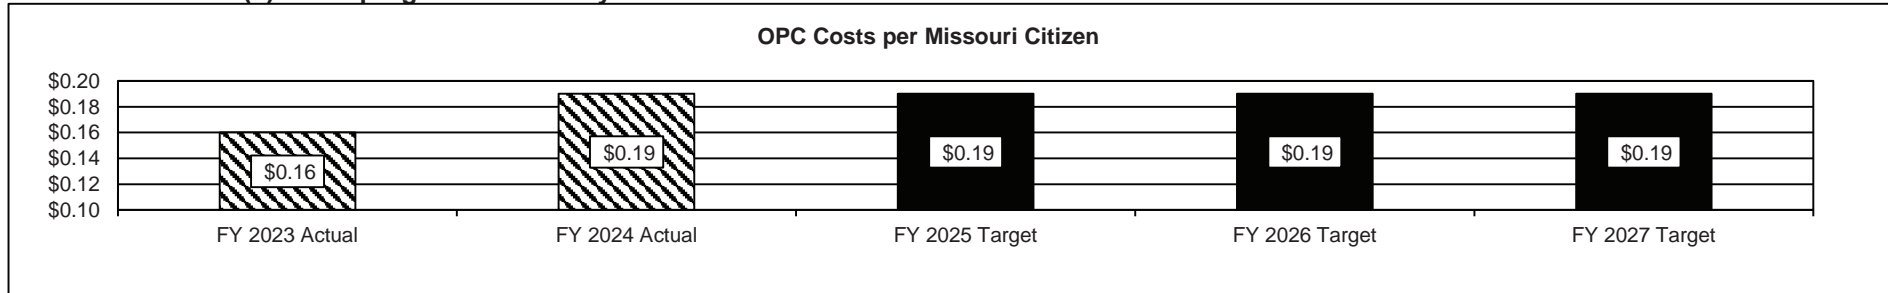 OPC Costs per Missouri Citizen
$0.20
$0.18
$0.16
$0.14
$0.12
$0.10
$0.16
$0.19
$0.19
$0.19
$0.19
FY 2023 Actual
FY 2024 Actual
FY 2025 Target
FY 2026 Target
FY 2027 Target